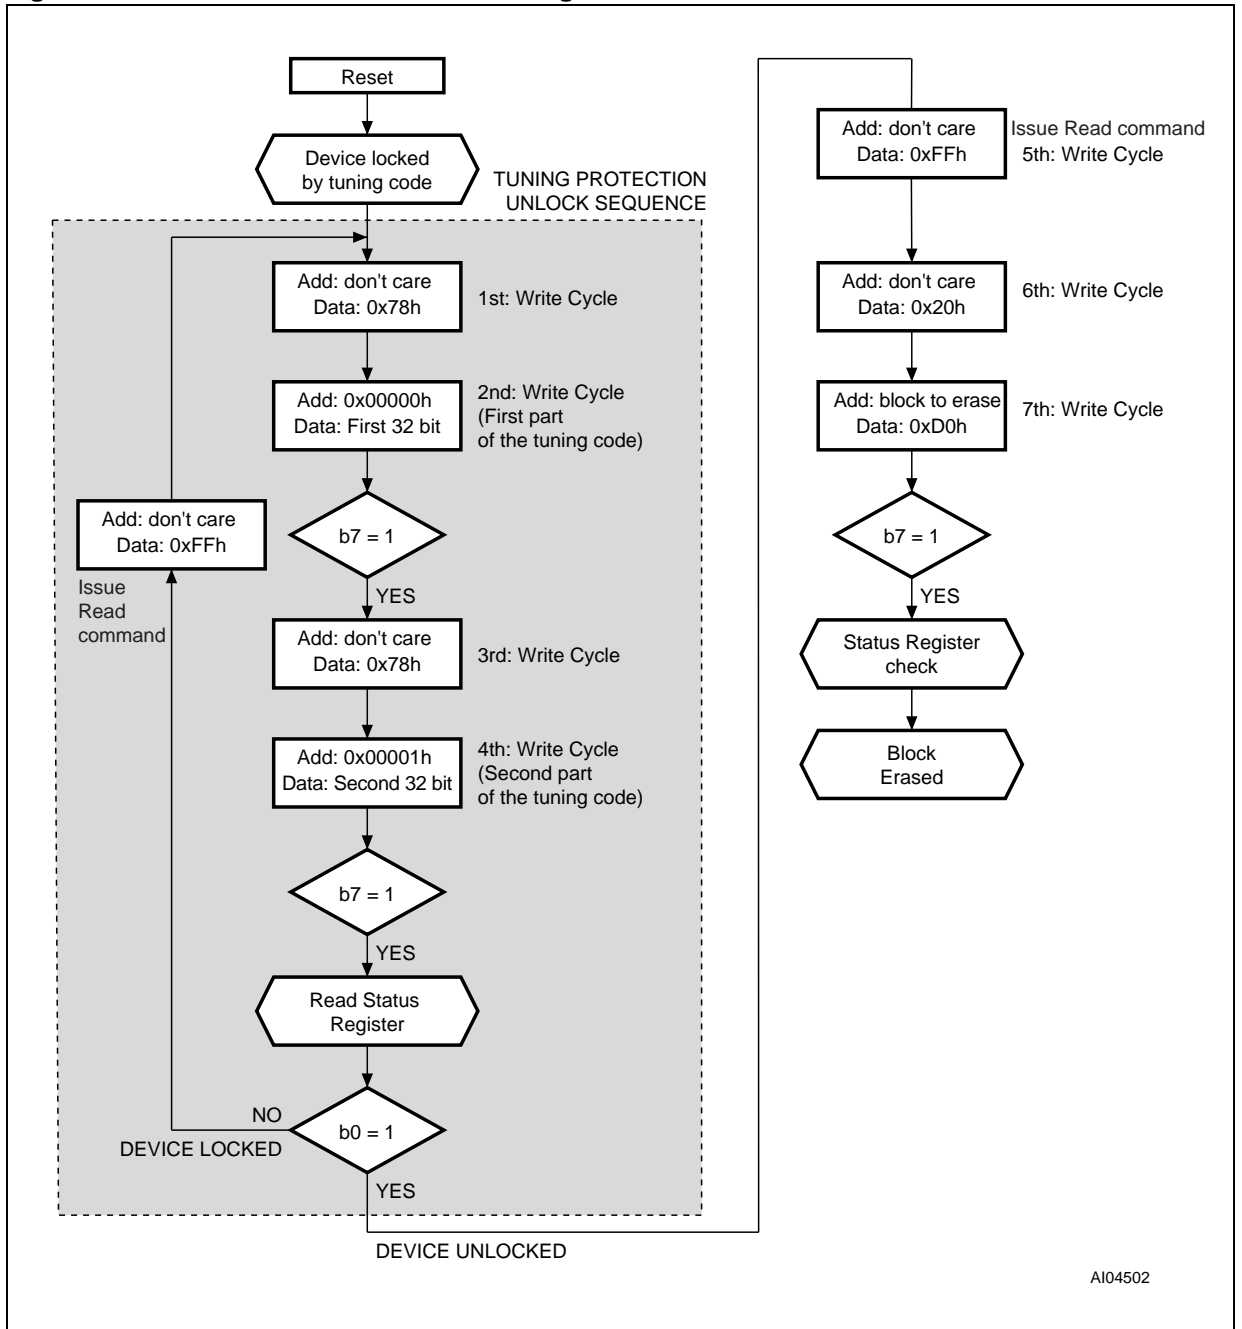 Reset
Device locked
by tuning code
TUNING PROTECTION
UNLOCK SEQUENCE
Add: don't care
Data: 0x78h
1st: Write Cycle
Add: 0x00000h
Data: First 32 bit
2nd: Write Cycle
(First part
of the tuning code)
b7 = 1
YES
Add: don't care
Data: 0xFFh
Issue
Read
command
Add: don't care
Data: 0x78h
3rd: Write Cycle
Add: 0x00001h
Data: Second 32 bit
4th: Write Cycle
(Second part
of the tuning code)
b7 = 1
YES
Read Status
Register
b0 = 1
NO
DEVICE LOCKED
YES
DEVICE UNLOCKED
Add: don't care
Data: 0xFFh
Issue Read command
5th: Write Cycle
Add: don't care
Data: 0x20h
6th: Write Cycle
Add: block to erase
Data: 0xD0h
7th: Write Cycle
b7 = 1
YES
Status Register
check
Block
Erased
AI04502